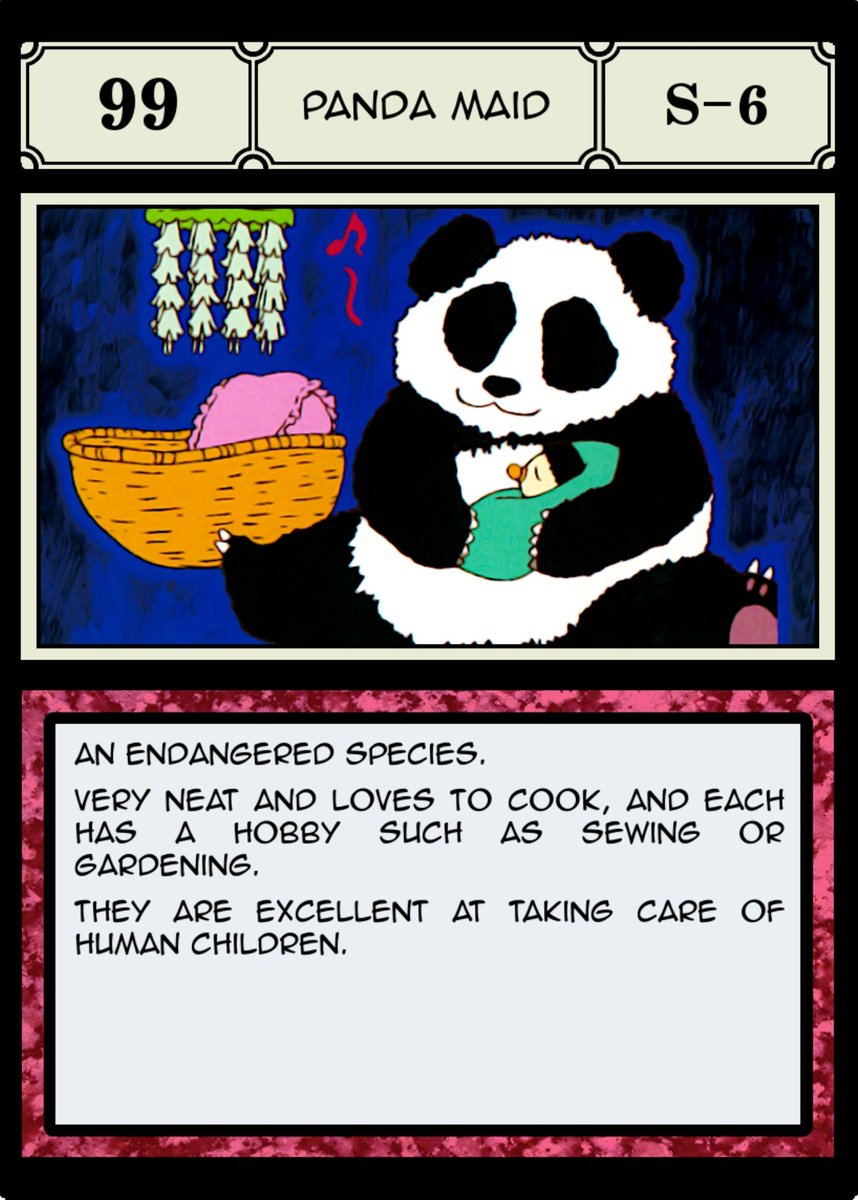 99
PANDA MAID
S-6
AN ENDANGERED SPECIES.
VERY NEAT AND LOVES TO COOK, AND EACH
HAS A HOBBY SUCH AS SEWING OR
GARDENING.
THEY ARE EXCELLENT AT TAKING CARE OF
HUMAN CHILDREN.